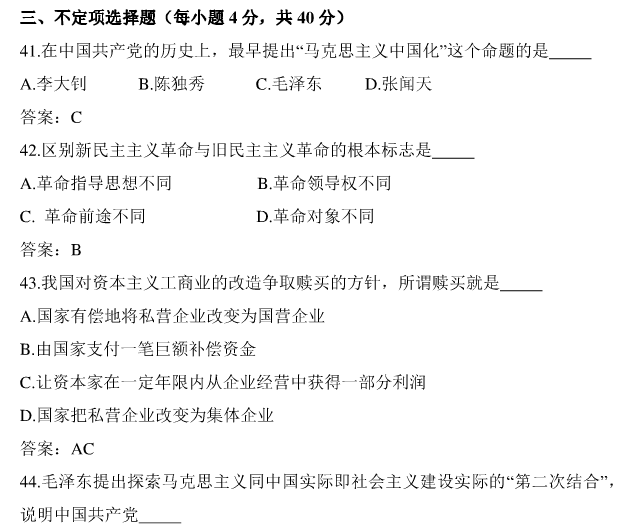 三、不定项选择题（每小题 4 分，共 40 分）
41.在中国共产党的历史上，最早提出“马克思主义中国化”这个命题的是_____
A.李大钊 B.陈独秀 C.毛泽东 D.张闻天
答案：C
42.区别新民主主义革命与旧民主主义革命的根本标志是_____
A.革命指导思想不同 B.革命领导权不同
C. 革命前途不同 D.革命对象不同
答案：B
43.我国对资本主义工商业的改造争取赎买的方针，所谓赎买就是_____
A.国家有偿地将私营企业改变为国营企业
B.由国家支付一笔巨额补偿资金
C.让资本家在一定年限内从企业经营中获得一部分利润
D.国家把私营企业改变为集体企业
答案：AC
44.毛泽东提出探索马克思主义同中国实际即社会主义建设实际的“第二次结合”，
说明中国共产党_____